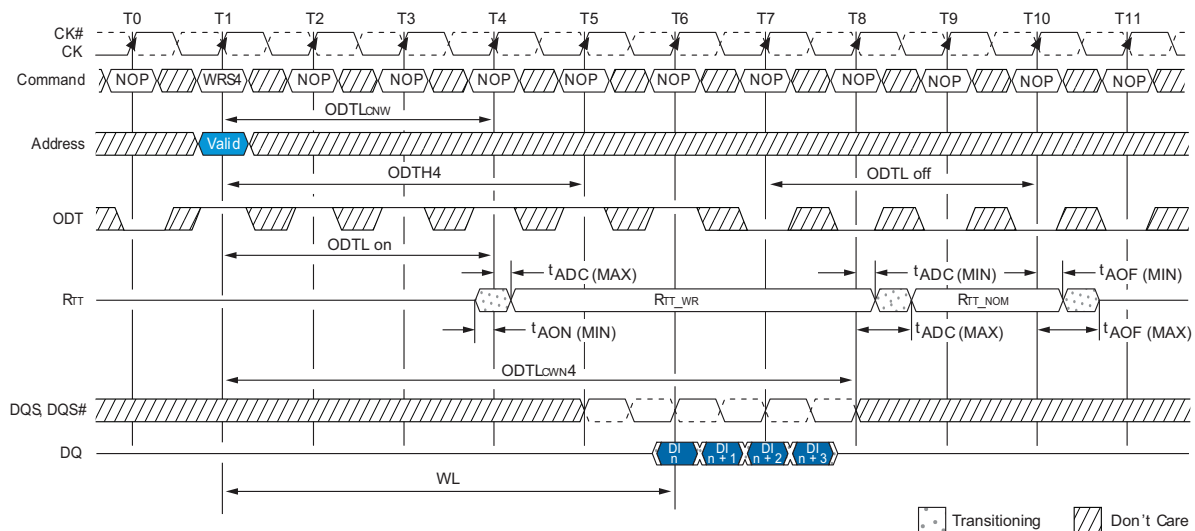 T0 T1 T2 T3 T4 T5 T6 T7 T8 T9 T10 T11
CK#
CK
Command NOP WRS4 NOP NOP NOP NOP NOP NOP NOP NOP NOP NOP
ODTLCNW
Address Valid
ODTH4 ODTL off
ODT
ODTL on
tADC (MAX) tADC (MIN) tAOF (MIN)
RTT RTT_WR RTT_NOM
tAON (MIN) tADC (MAX) tAOF (MAX)
ODTLCWN4
DQS, DQS#
DQ DI n DI n + 1 DI n + 2 DI n + 3
WL
Transitioning Don't Care